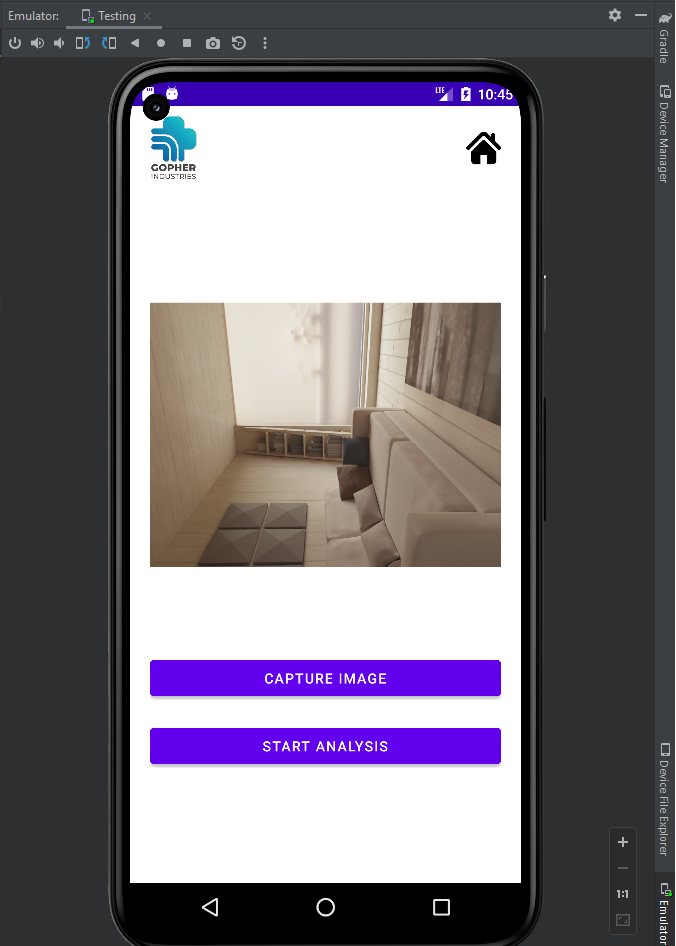 Emulator:
Testing
Gradle
Device Manager
LTE
10:45
GOPHER
INDUSTRIES
CAPTURE IMAGE
START ANALYSIS
Device File Explorer
1:1
Emulator